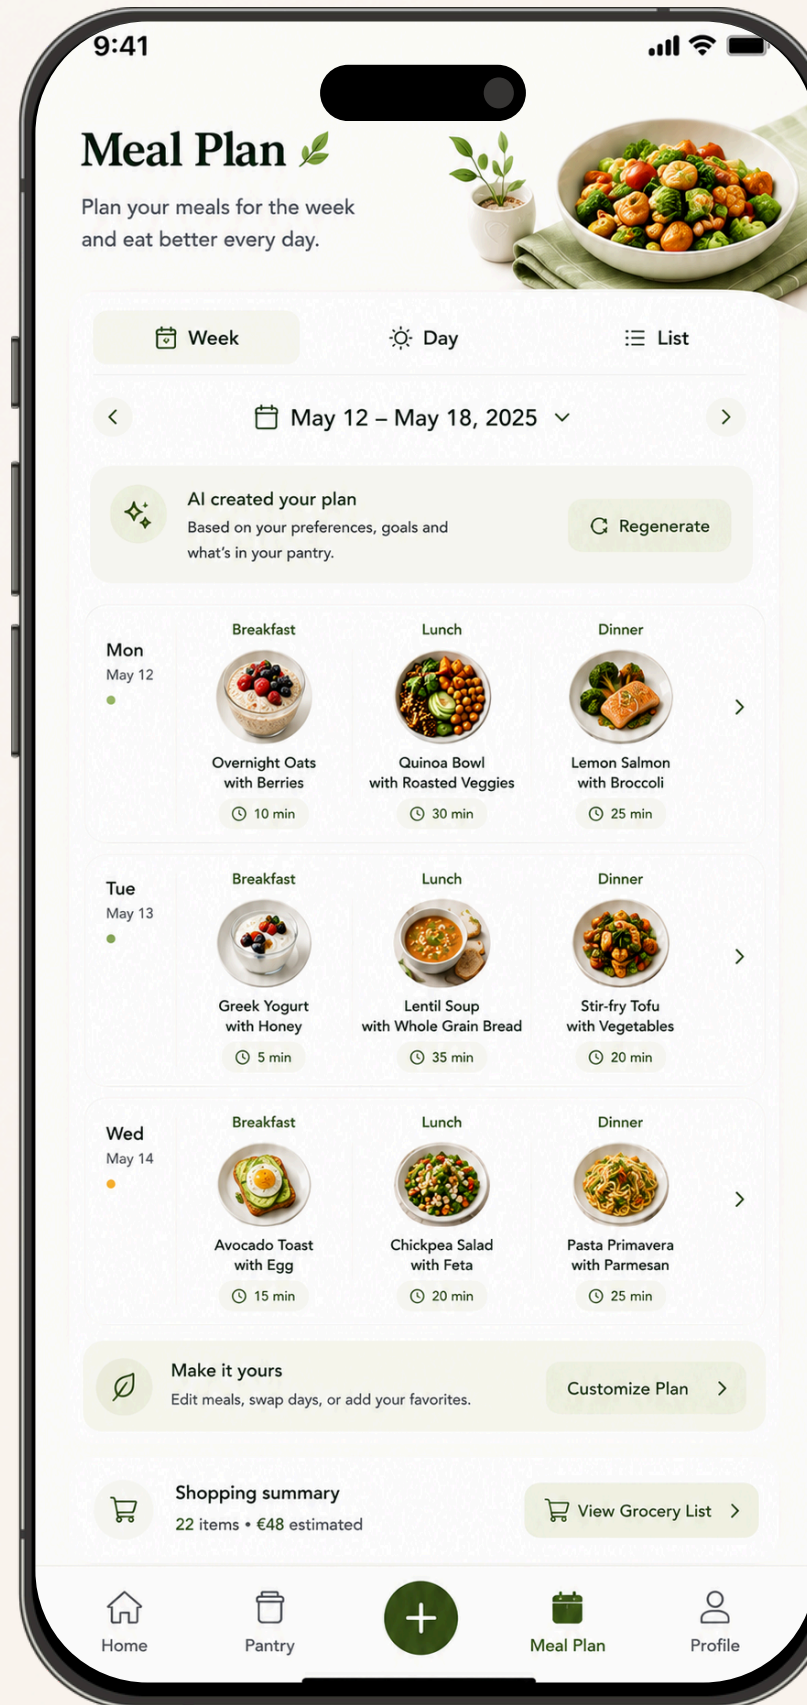 9:41
Meal Plan
Plan your meals for the week
and eat better every day.
Week
Day
List
May 12 – May 18, 2025
AI created your plan
Based on your preferences, goals and
what's in your pantry.
Regenerate
Mon
May 12
Breakfast
Overnight Oats
with Berries
10 min
Lunch
Quinoa Bowl
with Roasted Veggies
30 min
Dinner
Lemon Salmon
with Broccoli
25 min
Tue
May 13
Breakfast
Greek Yogurt
with Honey
5 min
Lunch
Lentil Soup
with Whole Grain Bread
35 min
Dinner
Stir-fry Tofu
with Vegetables
20 min
Wed
May 14
Breakfast
Avocado Toast
with Egg
15 min
Lunch
Chickpea Salad
with Feta
20 min
Dinner
Pasta Primavera
with Parmesan
25 min
Make it yours
Edit meals, swap days, or add your favorites.
Customize Plan
Shopping summary
22 items • €48 estimated
View Grocery List
Home
Pantry
Meal Plan
Profile